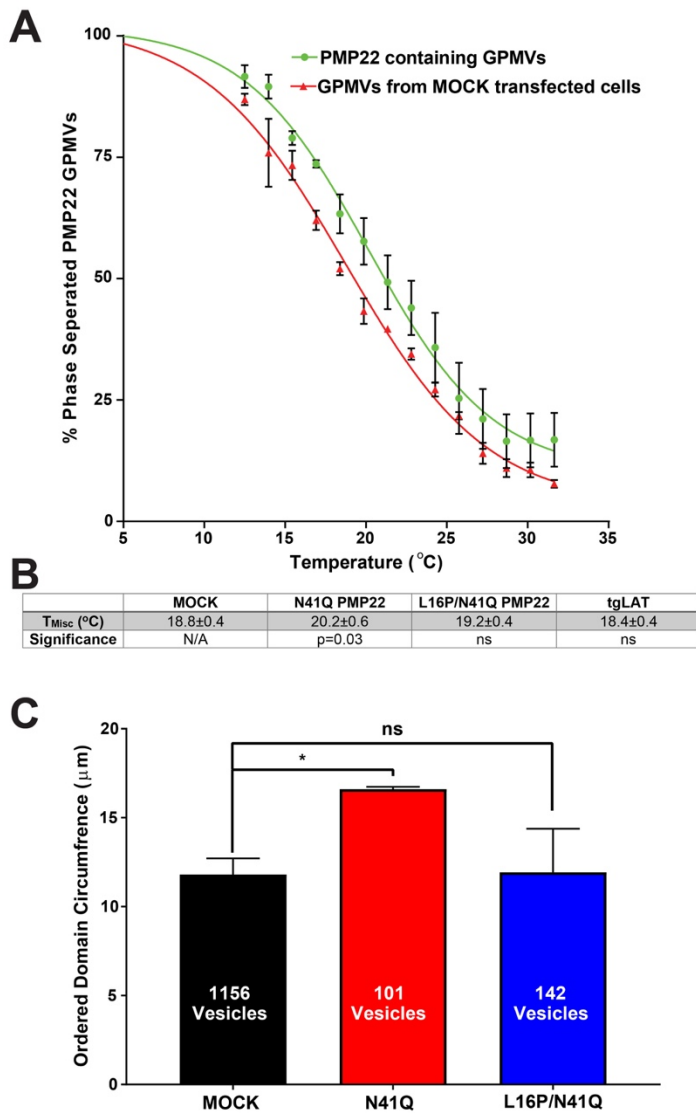 A
100
75
50
25
0
% Phase Seperated PMP22 GPMVs
PMP22 containing GPMVs
GPMVs from MOCK transfected cells
5 10 15 20 25 30 35
Temperature (°C)
B
MOCK N41Q PMP22 L16P/N41Q PMP22 tgLAT
TMisc (°C) 18.8±0.4 20.2±0.6 19.2±0.4 18.4±0.4
Significance N/A p=0.03 ns ns
C
20
15
10
5
0
Ordered Domain Circumfrence (μm)
ns
*
1156
Vesicles
101
Vesicles
142
Vesicles
MOCK N41Q L16P/N41Q